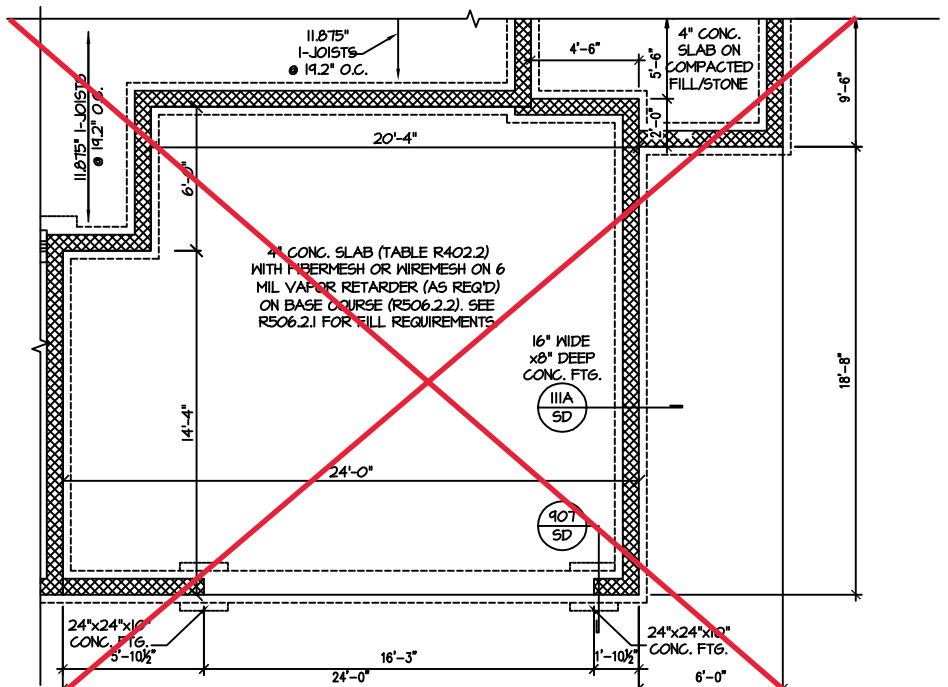 11.875"
I-JOISTS
@ 19.2" O.C.
4'-6"
5'-6"
4" CONC.
SLAB ON
COMPACTED
FILL/STONE
9'-6"
2'-0"
11.875" I-JOISTS
@ 19.2" O.C.
20'-4"
6'-0"
4" CONC. SLAB (TABLE R402.2)
WITH FIBERMESH OR WIREMESH ON 6
MIL VAPOR RETARDER (AS REQ'D)
ON BASE COURSE (R506.2.2). SEE
R506.2.1 FOR FILL REQUIREMENTS
16" WIDE
x8" DEEP
CONC. FTG.
111A
SD
18'-8"
14'-4"
24'-0"
907
SD
24"x24"x10"
CONC. FTG.
24"x24"x10"
CONC. FTG.
5'-10½"
16'-3"
1'-10½"
24'-0"
6'-0"